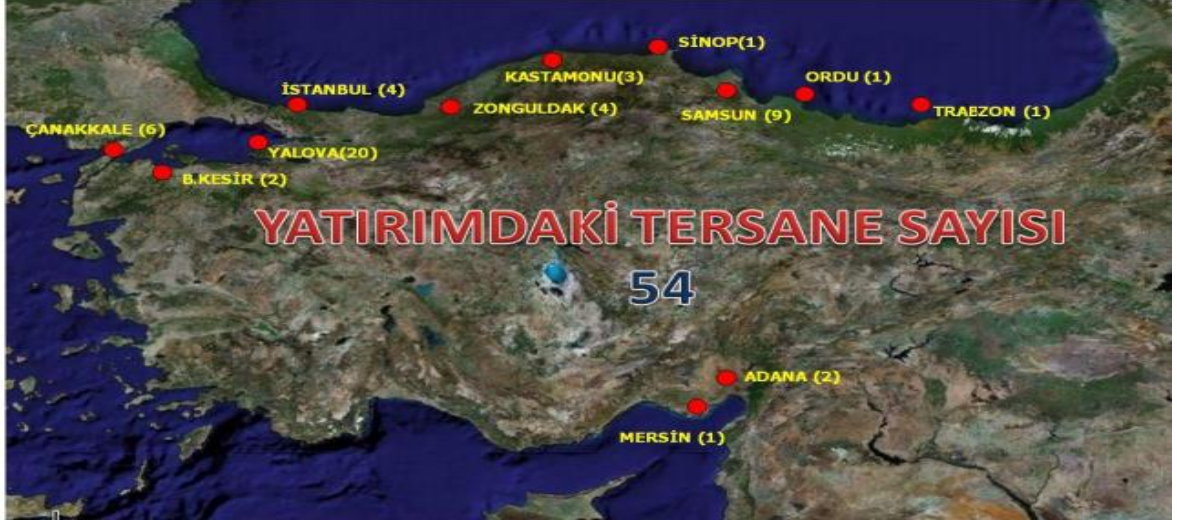 SİNOP(1)
KASTAMONU(3)
ORDU (1)
İSTANBUL (4)
ZONGULDAK (4)
SAMSUN (9)
TRABZON (1)
ÇANAKKALE (6)
YALOVA(20)
B.KESİR (2)
YATIRIMDAKİ TERSANE SAYISI
54
ADANA (2)
MERSİN (1)